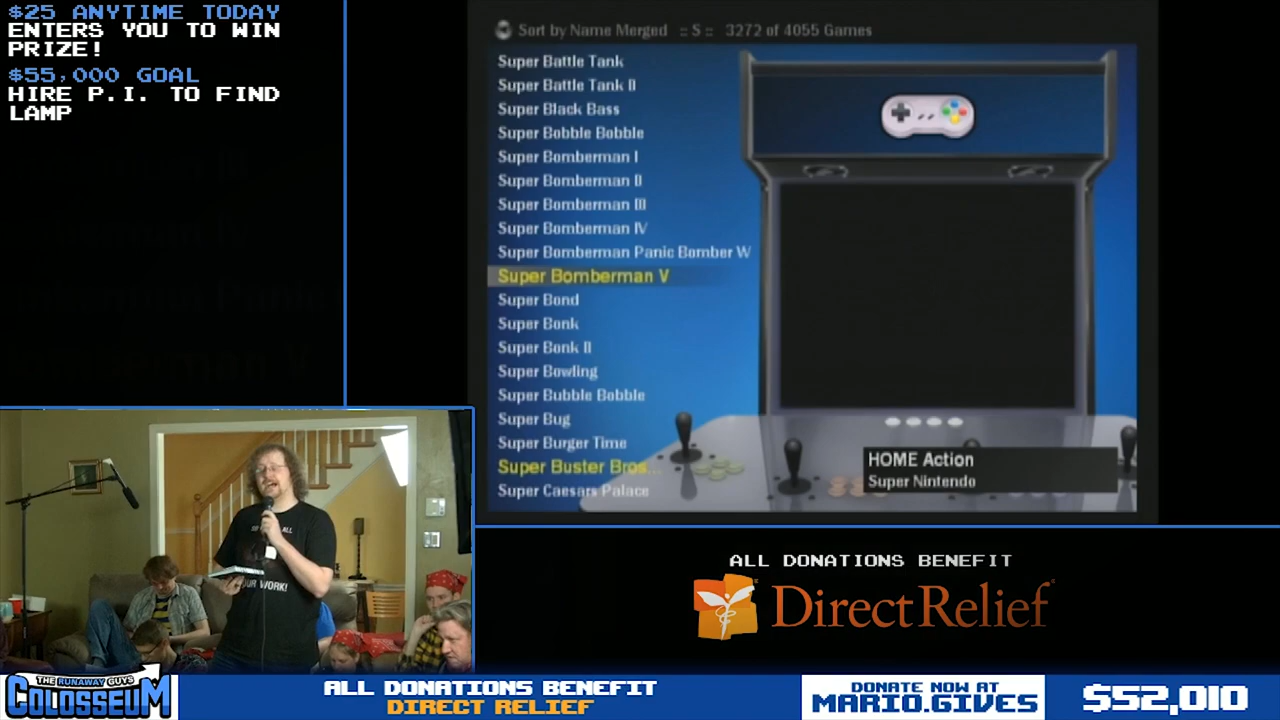 $25 ANYTIME TODAY
ENTERS YOU TO WIN
PRIZE!
$55,000 GOAL
HIRE P.I. TO FIND
LAMP
Sort by Name Merged :: S :: 3272 of 4055 Games
Super Battle Tank
Super Battle Tank II
Super Black Bass
Super Bobble Bobble
Super Bomberman I
Super Bomberman II
Super Bomberman III
Super Bomberman IV
Super Bomberman Panic Bomber W
Super Bomberman V
Super Bond
Super Bonk
Super Bonk II
Super Bowling
Super Bubble Bobble
Super Bug
Super Burger Time
Super Buster Bros...
Super Caesars Palace
HOME Action
Super Nintendo
WORK!
ALL DONATIONS BENEFIT
DirectRelief
THE RUNAWAY GUYS
COLOSSEUM
ALL DONATIONS BENEFIT
DIRECT RELIEF
DONATE NOW AT
MARIO.GIVES
$52,010